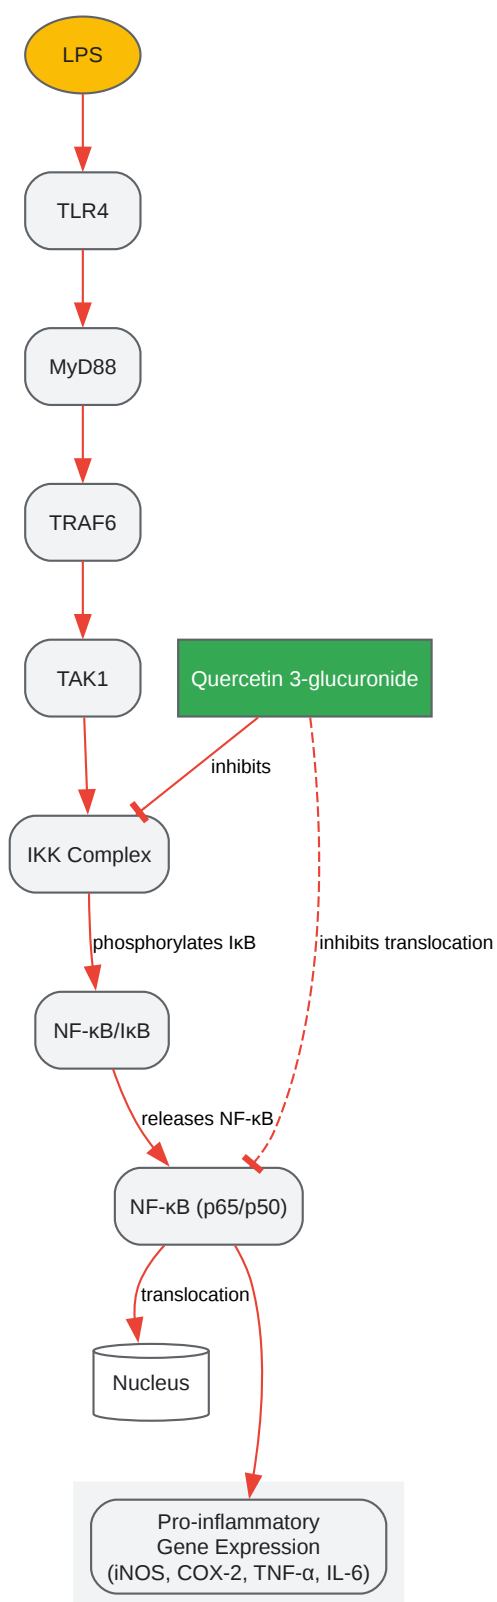 LPS
TLR4
MyD88
TRAF6
TAK1
Quercetin 3-glucuronide
inhibits
IKK Complex
phosphorylates IκB
inhibits translocation
NF-κB/IκB
releases NF-κB
NF-κB (p65/p50)
translocation
Nucleus
Pro-inflammatory
Gene Expression
(iNOS, COX-2, TNF-α, IL-6)